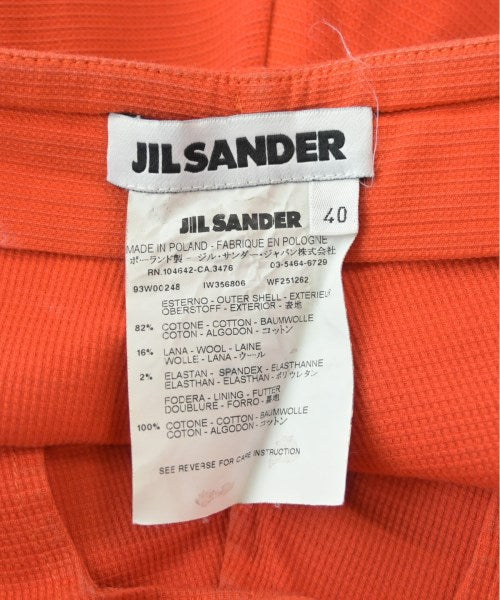 JIL SANDER
40
JIL SANDER
MADE IN POLAND - FABRIQUE EN POLOGNE
ポーランド製 - ジル・サンダー・ジャパン株式会社
RN.104642-CA.3476 03-5464-6729
93W00248 IW356806 WF251262
ESTERNO - OUTER SHELL - EXTERIEUR
OBERSTOFF - EXTERIOR - 表地
82% COTONE - COTTON - BAUMWOLLE
COTON - ALGODON - コットン
16% LANA - WOOL - LAINE
WOLLE - LANA - ウール
2% ELASTAN - SPANDEX - ELASTHANNE
ELASTHAN - ELASTAN - ポリウレタン
FODERA - LINING - FUTTER
DOUBLURE - FORRO - 裏地
100% COTONE - COTTON - BAUMWOLLE
COTON - ALGODON - コットン
SEE REVERSE FOR CARE INSTRUCTIONS